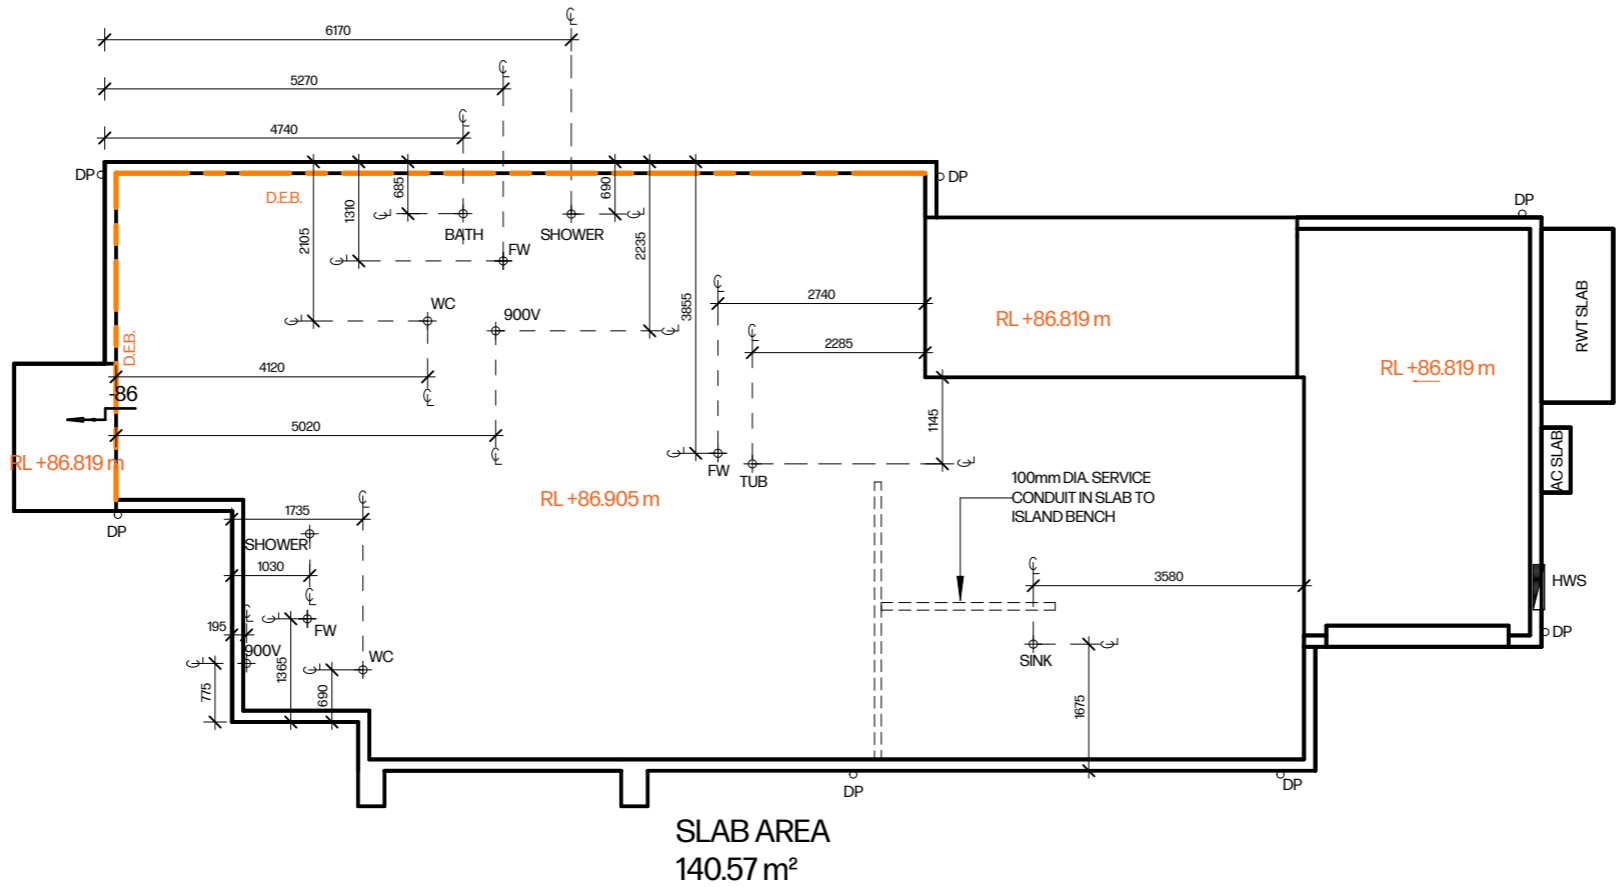 ℄
6170
℄
5270
℄
4740
DP
DP
D.E.B.
2105
1310
685
690
2235
3855
℄
℄
℄
BATH
SHOWER
FW
DP
℄
WC
900V
℄
℄
℄
2740
℄
2285
RL +86.819 m
RL +86.819 m
RWT SLAB
D.E.B.
4120
℄
-86
5020
℄
1145
RL +86.819 m
℄
FW
TUB
℄
AC SLAB
RL +86.905 m
100mm DIA. SERVICE
CONDUIT IN SLAB TO
ISLAND BENCH
DP
℄
1735
SHOWER
1030
℄
℄
3580
HWS
195
℄
℄
FW
DP
℄
900V
℄
WC
SINK
℄
775
1365
690
1675
DP
DP
SLAB AREA
140.57 m²